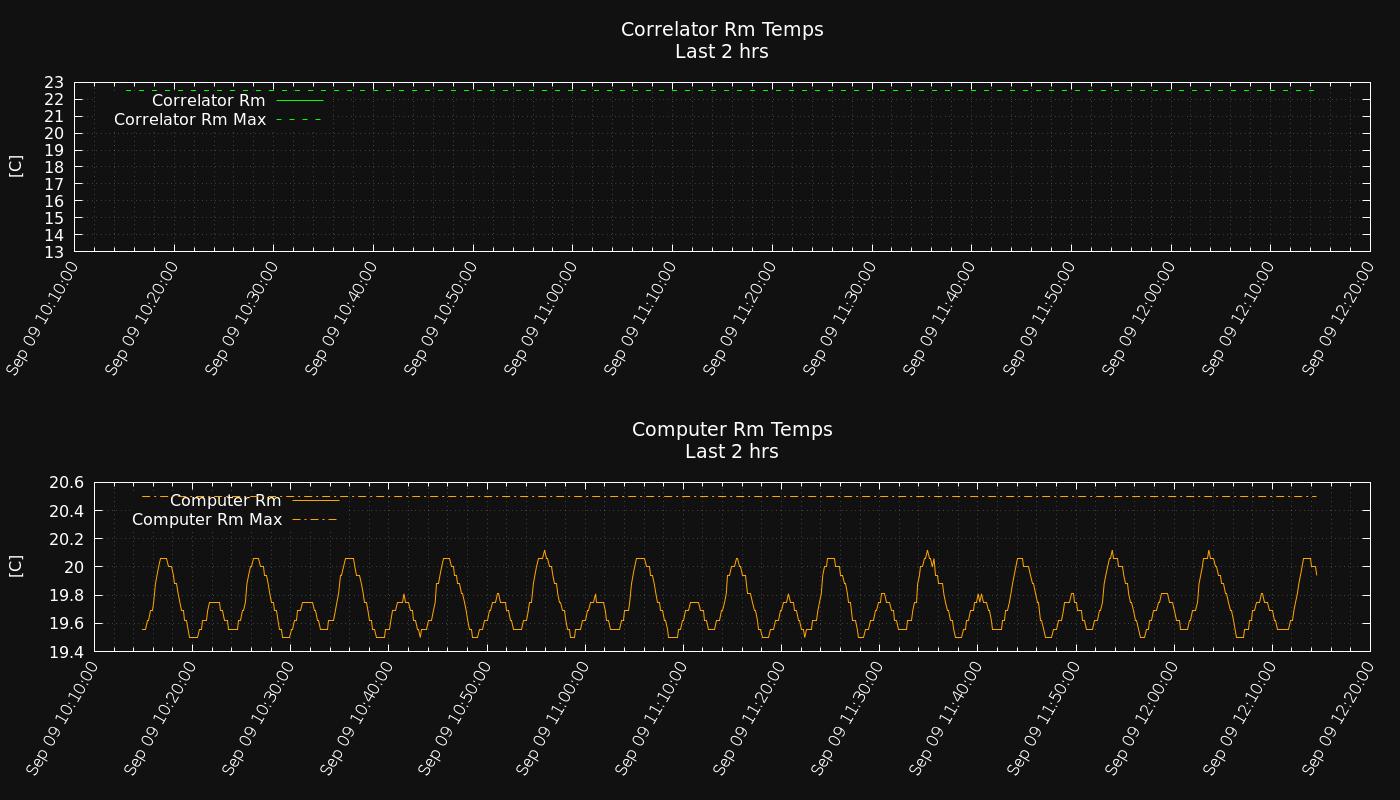 Correlator Rm Temps
Last 2 hrs
[C]
23
22
21
20
19
18
17
16
15
14
13
Correlator Rm
Correlator Rm Max
Sep 09 10:10:00
Sep 09 10:20:00
Sep 09 10:30:00
Sep 09 10:40:00
Sep 09 10:50:00
Sep 09 11:00:00
Sep 09 11:10:00
Sep 09 11:20:00
Sep 09 11:30:00
Sep 09 11:40:00
Sep 09 11:50:00
Sep 09 12:00:00
Sep 09 12:10:00
Sep 09 12:20:00
Computer Rm Temps
Last 2 hrs
[C]
20.6
20.4
20.2
20
19.8
19.6
19.4
Computer Rm
Computer Rm Max
Sep 09 10:10:00
Sep 09 10:20:00
Sep 09 10:30:00
Sep 09 10:40:00
Sep 09 10:50:00
Sep 09 11:00:00
Sep 09 11:10:00
Sep 09 11:20:00
Sep 09 11:30:00
Sep 09 11:40:00
Sep 09 11:50:00
Sep 09 12:00:00
Sep 09 12:10:00
Sep 09 12:20:00